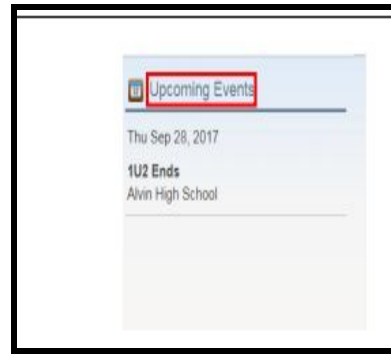 Upcoming Events
Thu Sep 28, 2017
1U2 Ends
Alvin High School